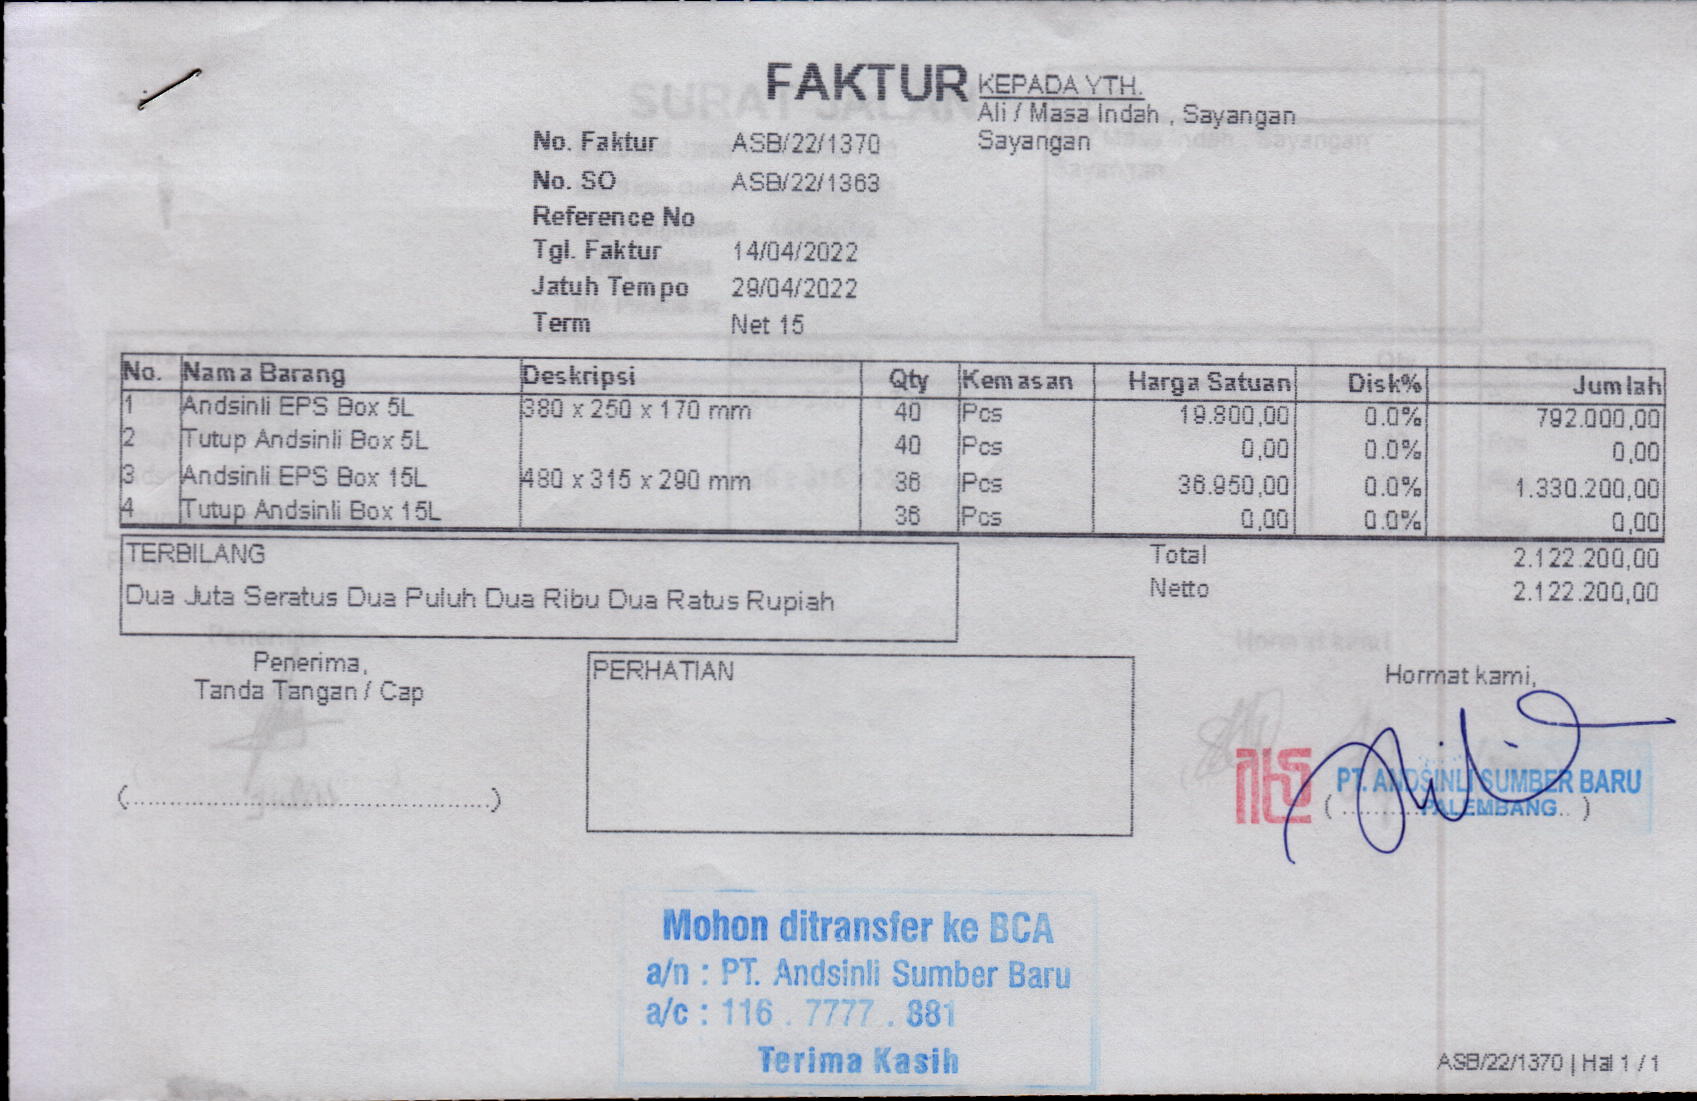 FAKTUR
KEPADA YTH.
Ali / Masa Indah , Sayangan
Sayangan
No. Faktur ASB/22/1370
No. SO ASB/22/1363
Reference No
Tgl. Faktur 14/04/2022
Jatuh Tempo 29/04/2022
Term Net 15
No. Nama Barang Deskripsi Qty Kemasan Harga Satuan Disk% Jumlah
1 Andsinli EPS Box 5L 380 x 250 x 170 mm 40 Pcs 19.800,00 0.0% 792.000,00
2 Tutup Andsinli Box 5L 40 Pcs 0,00 0.0% 0,00
3 Andsinli EPS Box 15L 480 x 315 x 290 mm 36 Pcs 36.950,00 0.0% 1.330.200,00
4 Tutup Andsinli Box 15L 36 Pcs 0,00 0.0% 0,00
TERBILANG
Dua Juta Seratus Dua Puluh Dua Ribu Dua Ratus Rupiah
Total 2.122.200,00
Netto 2.122.200,00
Penerima,
Tanda Tangan / Cap
(......................................................)
PERHATIAN
Hormat kami,
PT. ANDSINLI SUMBER BARU
PALEMBANG
Mohon ditransfer ke BCA
a/n : PT. Andsinli Sumber Baru
a/c : 116 . 7777 . 881
Terima Kasih
ASB/22/1370 | Hal 1 / 1